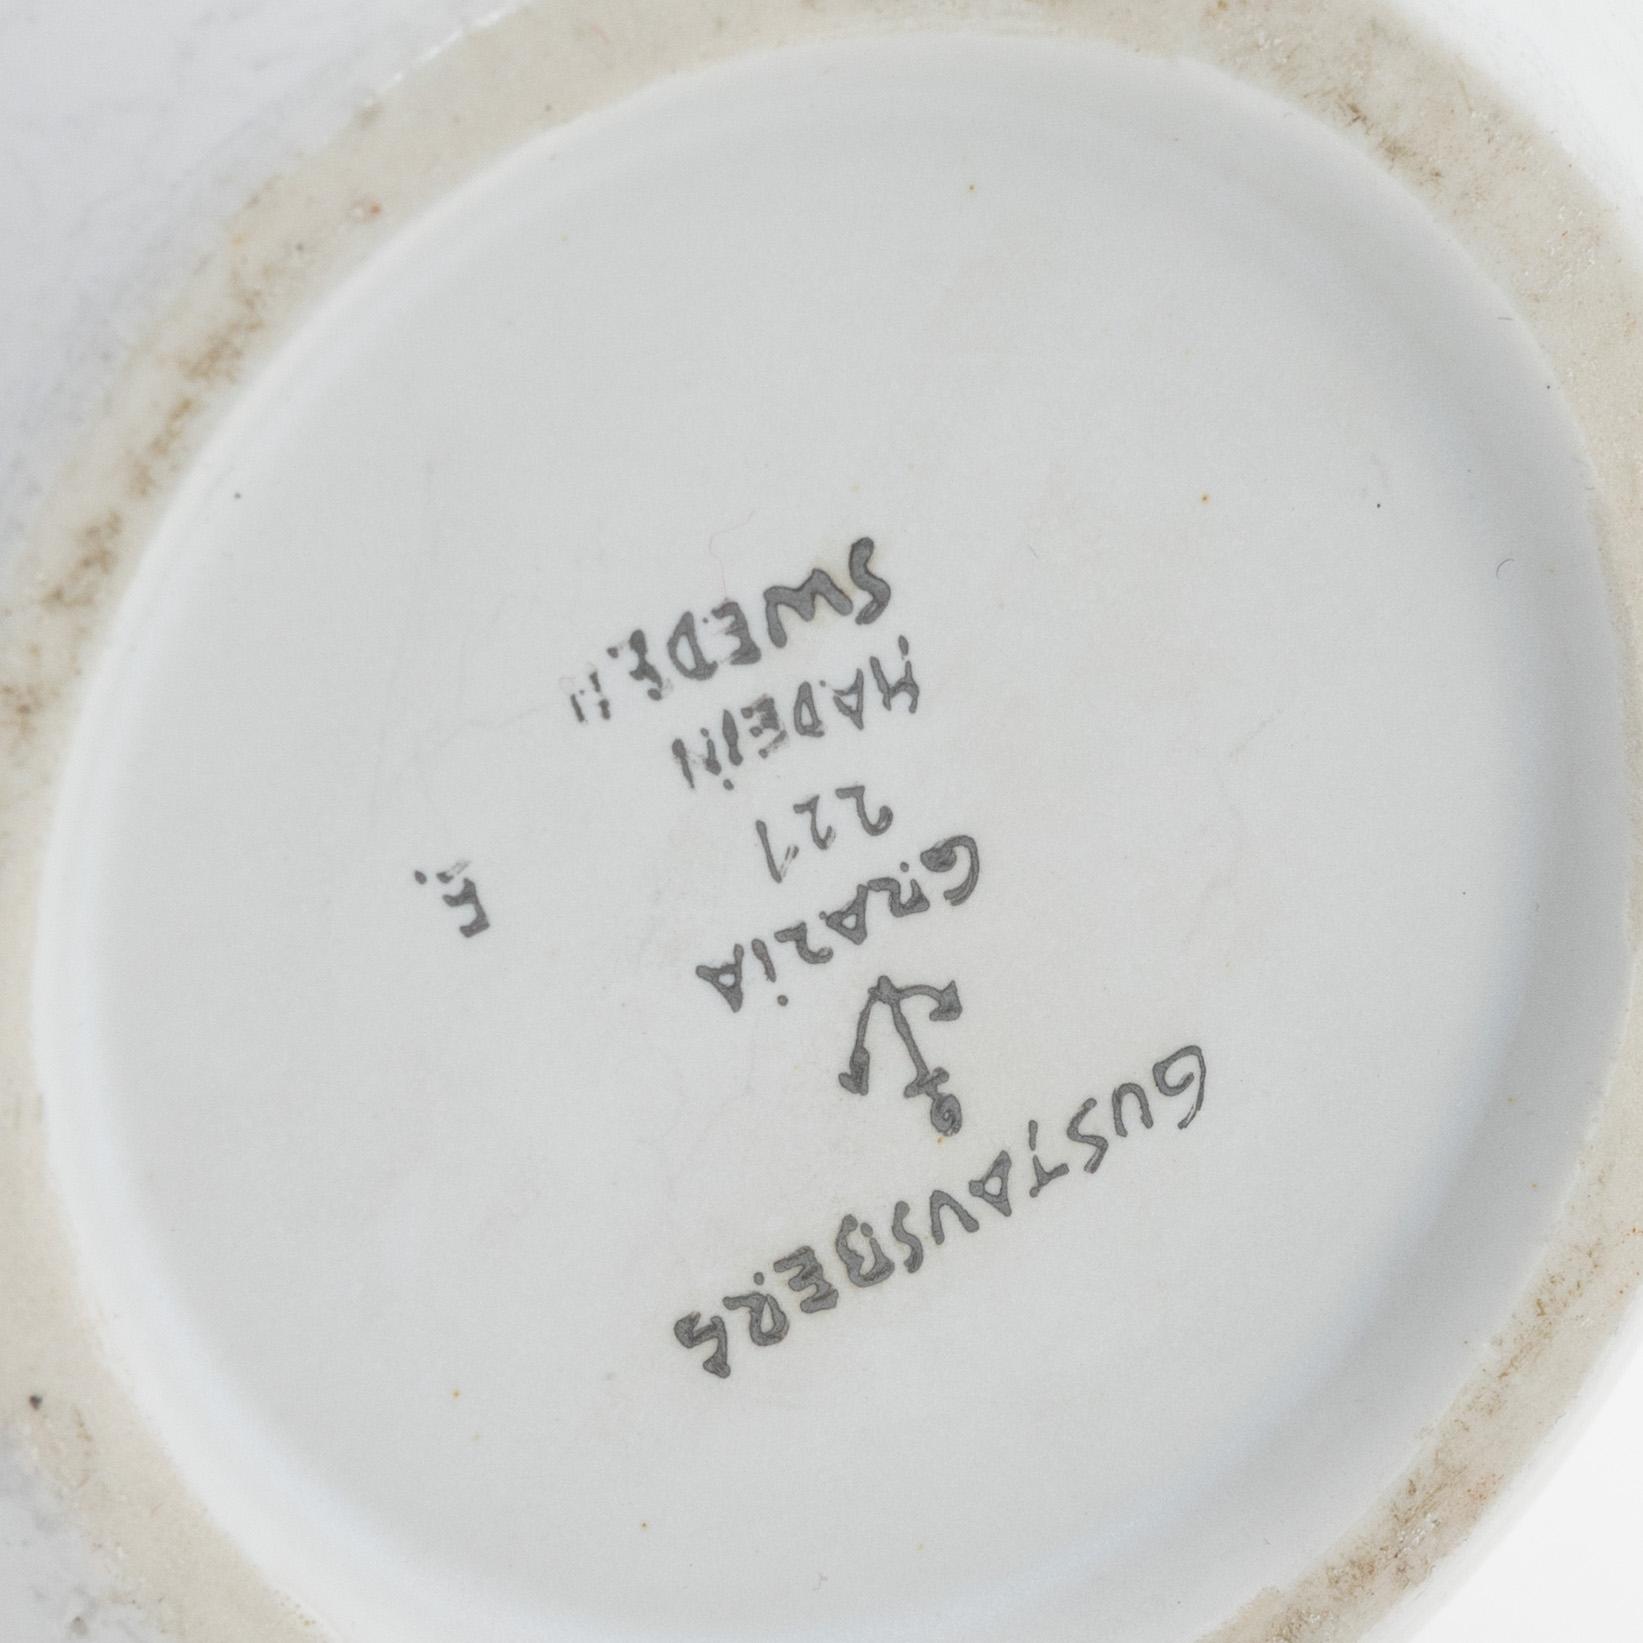 GUSTAVSBERG
GRAZIA
221
MADE IN
SWEDEN